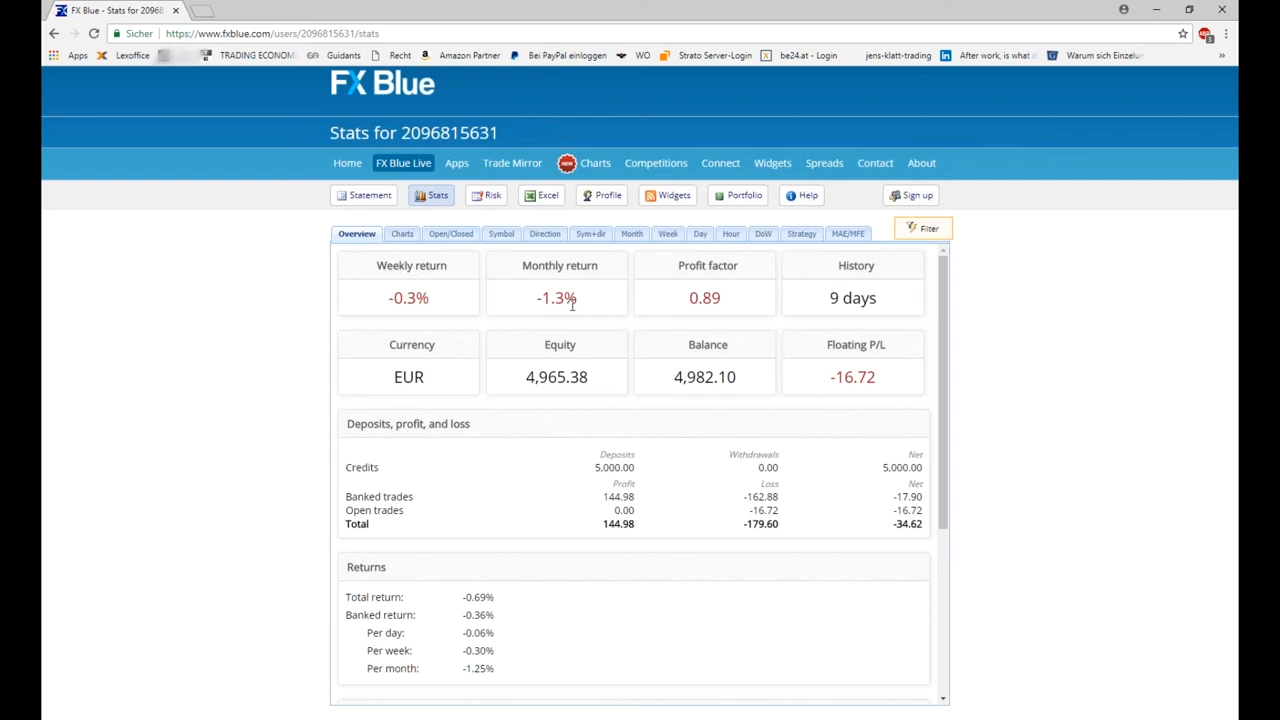 FX Blue - Stats for 209681
Sicher https://www.fxblue.com/users/2096815631/stats
Apps Lexoffice TRADING ECONOM Guidants Recht Amazon Partner Bei PayPal einloggen WO Strato Server-Login be24.at - Login jens-klatt-trading After work, is what Warum sich Einzelun
FX Blue
Stats for 2096815631
Home FX Blue Live Apps Trade Mirror NEW Charts Competitions Connect Widgets Spreads Contact About
Statement Stats Risk Excel Profile Widgets Portfolio Help Sign up
Overview Charts Open/Closed Symbol Direction Sym+dir Month Week Day Hour DoW Strategy MAE/MFE Filter
Weekly return Monthly return Profit factor History
-0.3% -1.3% 0.89 9 days
Currency Equity Balance Floating P/L
EUR 4,965.38 4,982.10 -16.72
Deposits, profit, and loss
Deposits Withdrawals Net
Credits 5,000.00 0.00 5,000.00
Profit Loss Net
Banked trades 144.98 -162.88 -17.90
Open trades 0.00 -16.72 -16.72
Total 144.98 -179.60 -34.62
Returns
Total return: -0.69%
Banked return: -0.36%
Per day: -0.06%
Per week: -0.30%
Per month: -1.25%